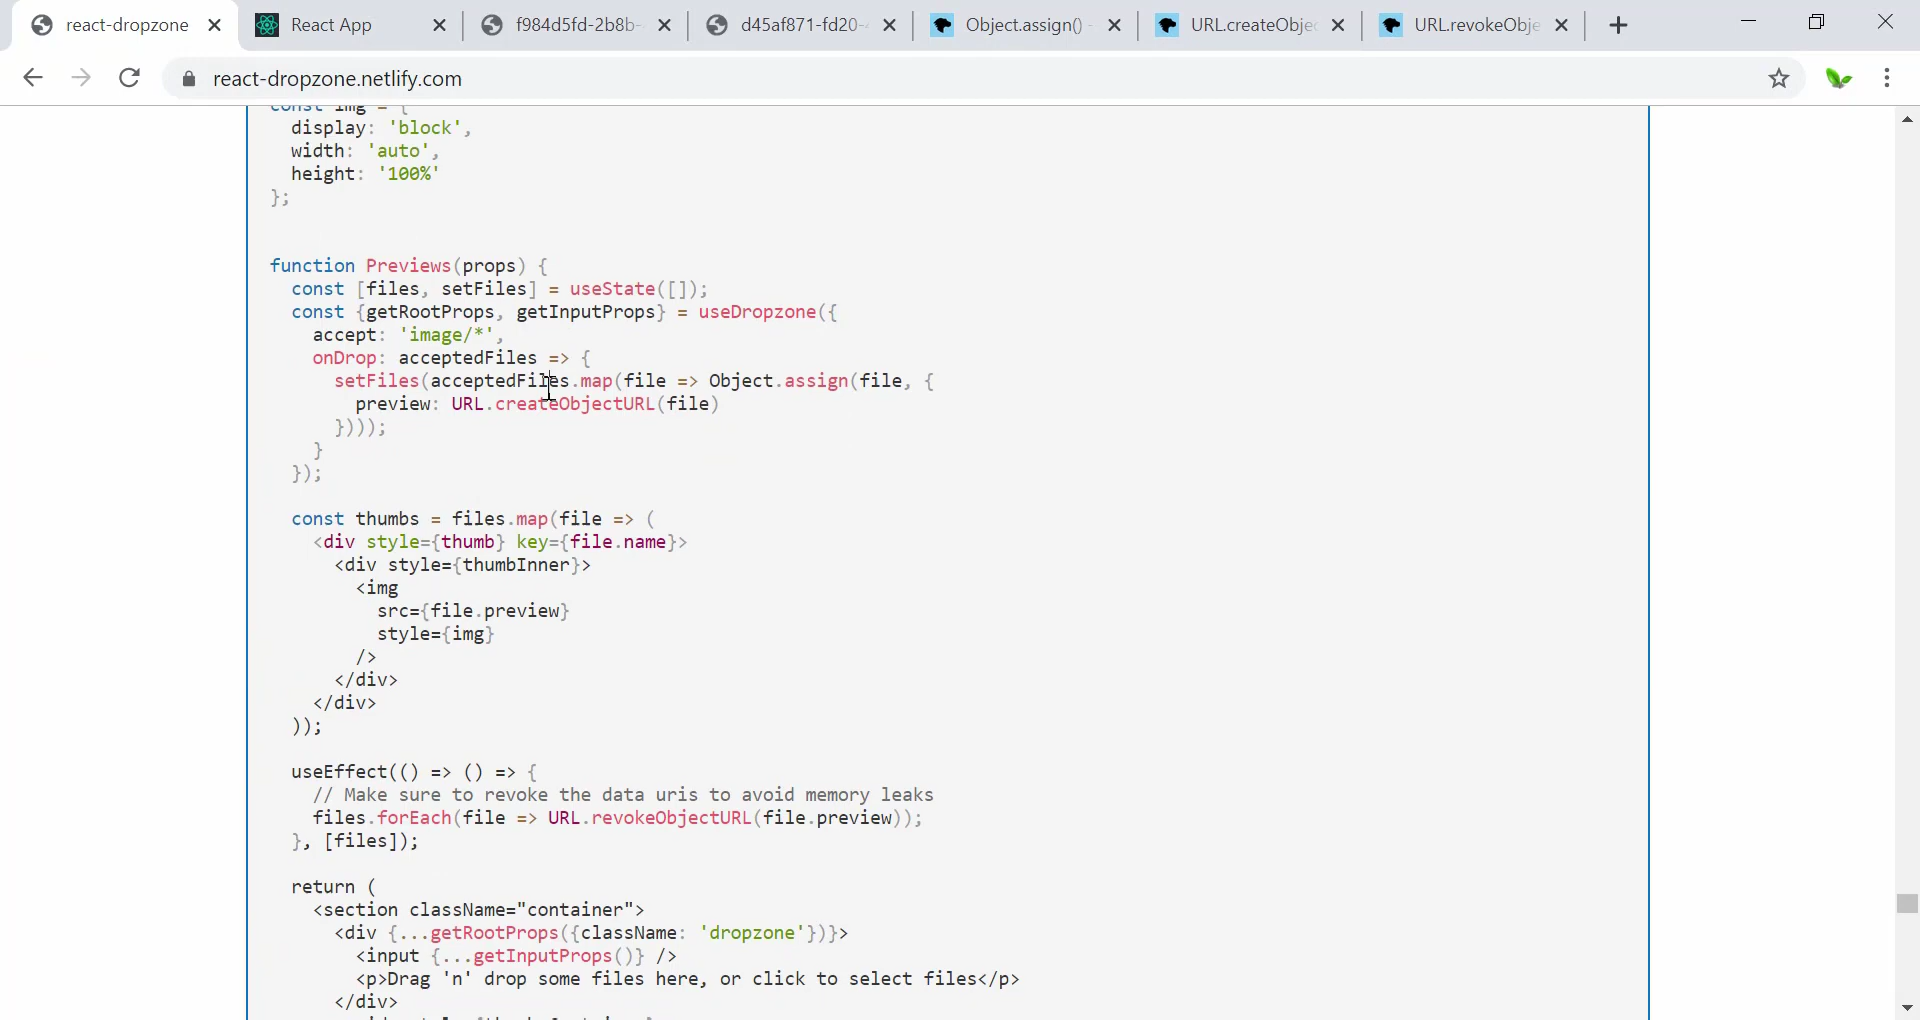 react-dropzone
React App
f984d5fd-2b8b-
d45af871-fd20-
Object.assign() -
URL.createObjec
URL.revokeObje
react-dropzone.netlify.com
const img = {
display: 'block',
width: 'auto',
height: '100%'
};
function Previews(props) {
const [files, setFiles] = useState([]);
const {getRootProps, getInputProps} = useDropzone({
accept: 'image/*',
onDrop: acceptedFiles => {
setFiles(acceptedFiles.map(file => Object.assign(file, {
preview: URL.createObjectURL(file)
})));
}
});
const thumbs = files.map(file => (
<div style={thumb} key={file.name}>
<div style={thumbInner}>
<img
src={file.preview}
style={img}
/>
</div>
</div>
));
useEffect(() => () => {
// Make sure to revoke the data uris to avoid memory leaks
files.forEach(file => URL.revokeObjectURL(file.preview));
}, [files]);
return (
<section className="container">
<div {...getRootProps({className: 'dropzone'})}>
<input {...getInputProps()} />
<p>Drag 'n' drop some files here, or click to select files</p>
</div>